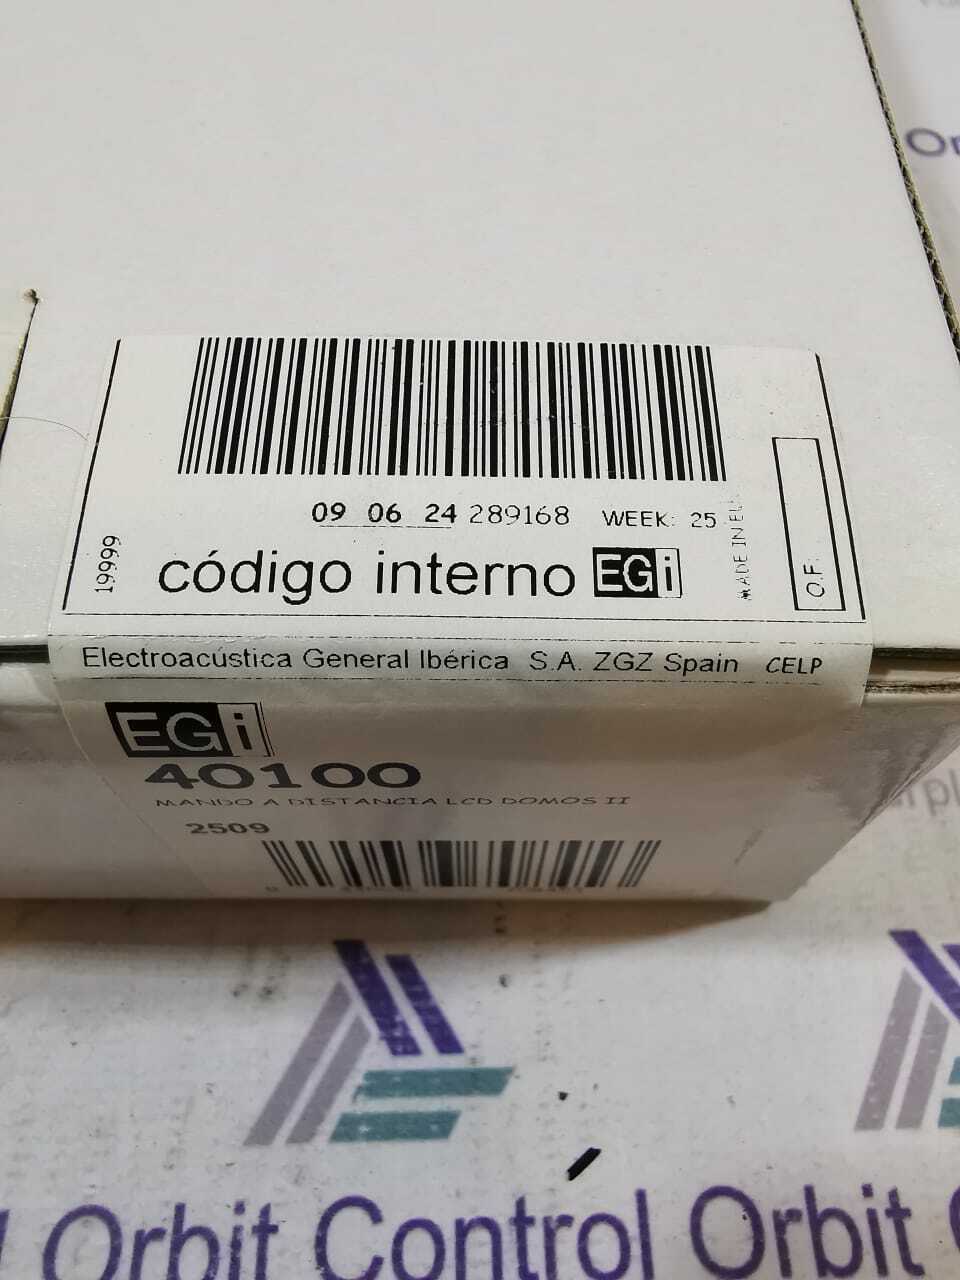 19999
09 06 24 289168 WEEK: 25
MADE IN EU
código interno EGi
O.F:
Electroacústica General Ibérica S.A. ZGZ Spain CELP
EGi
40100
MANDO A DISTANCIA LCD DOMOS II
2509
Orbit Control Orbit